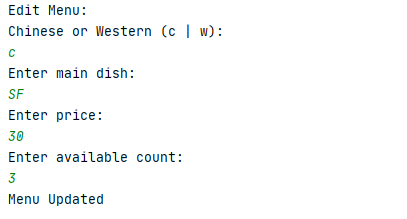 Edit Menu:
Chinese or Western (c | w):
c
Enter main dish:
SF
Enter price:
30
Enter available count:
3
Menu Updated